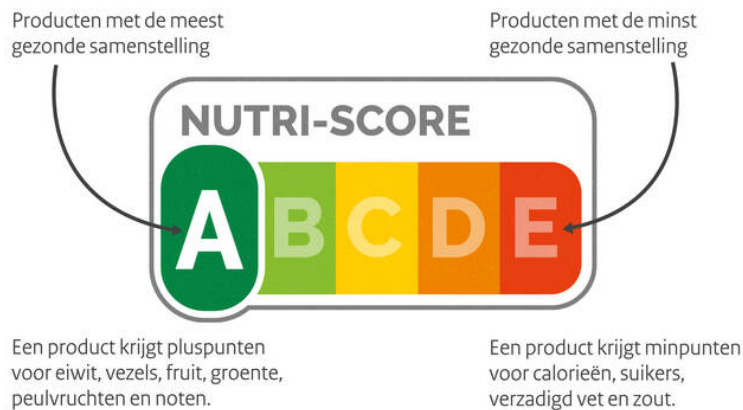 Producten met de meest
gezonde samenstelling
Producten met de minst
gezonde samenstelling
NUTRI-SCORE
A B C D E
Een product krijgt pluspunten
voor eiwit, vezels, fruit, groente,
peulvruchten en noten.
Een product krijgt minpunten
voor calorieën, suikers,
verzadigd vet en zout.